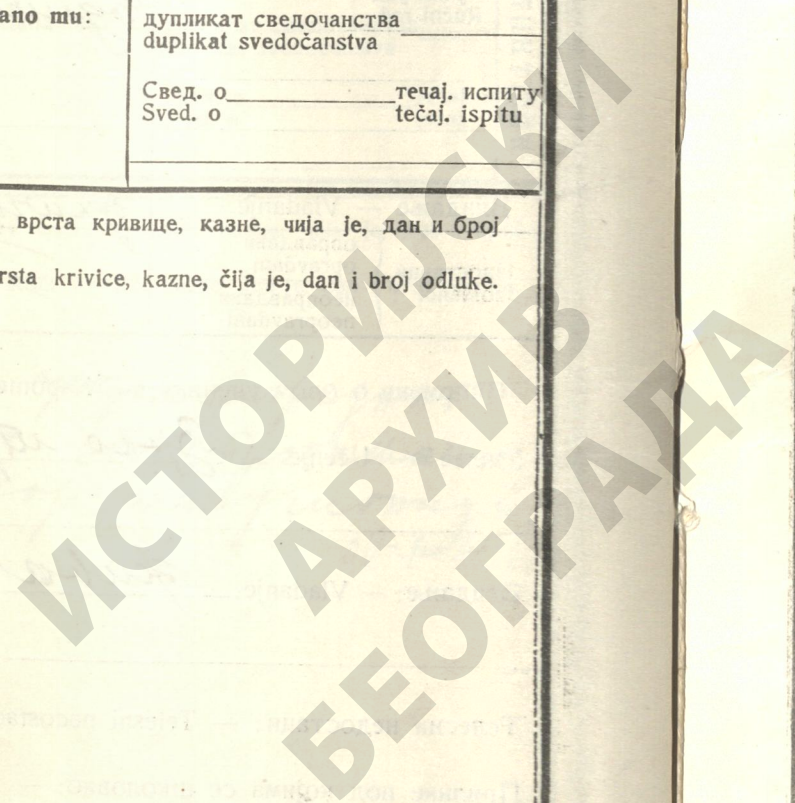 ano mu:
дупликат сведочанства
duplikat svedočanstva
Свед. о течај. испиту
Sved. o tečaj. ispitu
врста кривице, казне, чија је, дан и број
rsta krivice, kazne, čija je, dan i broj odluke.
ИСТОРИЈСКИ
АРХИВ
БЕОГРАДА